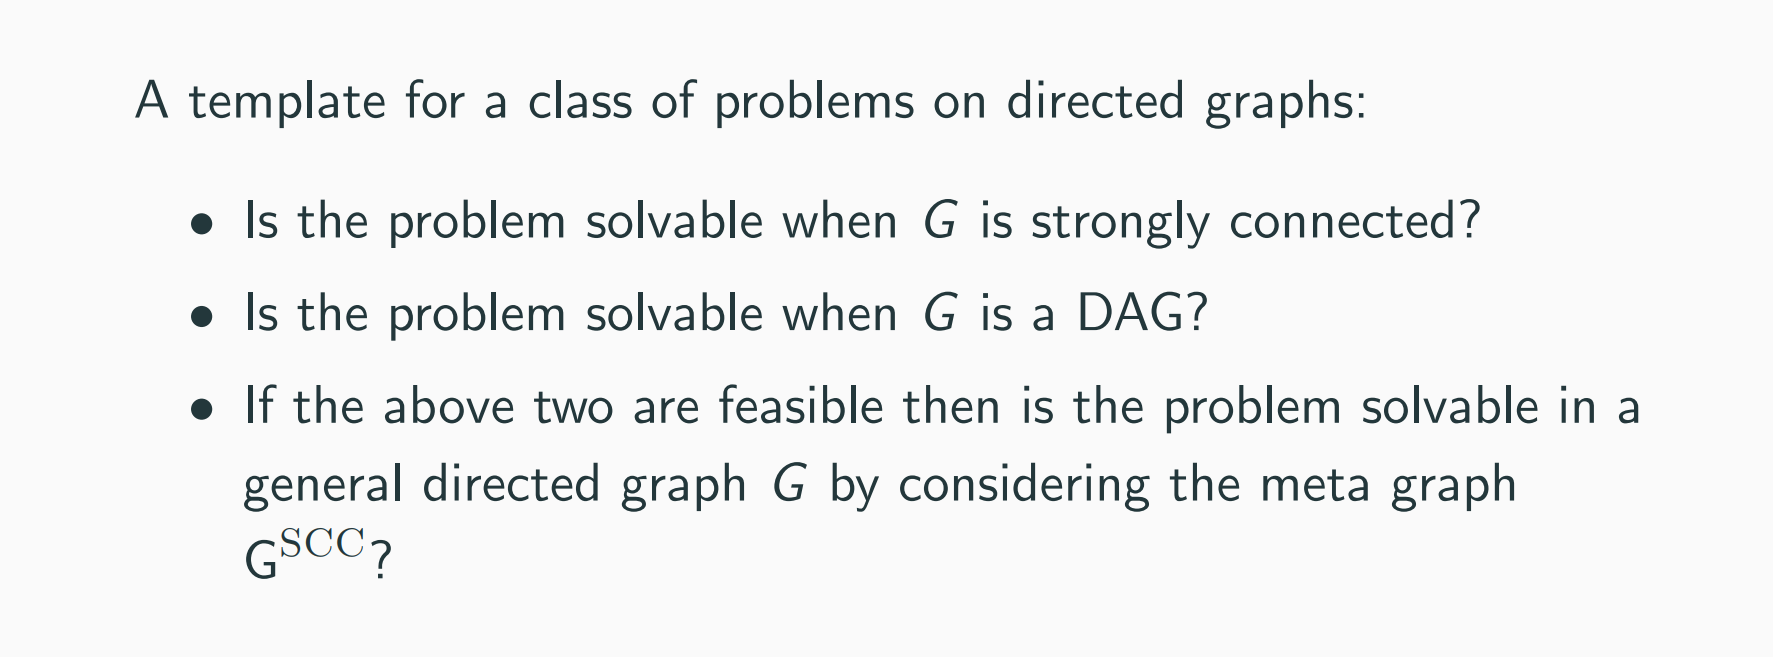 A template for a class of problems on directed graphs:
• Is the problem solvable when G is strongly connected?
• Is the problem solvable when G is a DAG?
• If the above two are feasible then is the problem solvable in a
general directed graph G by considering the meta graph
G^SCC?